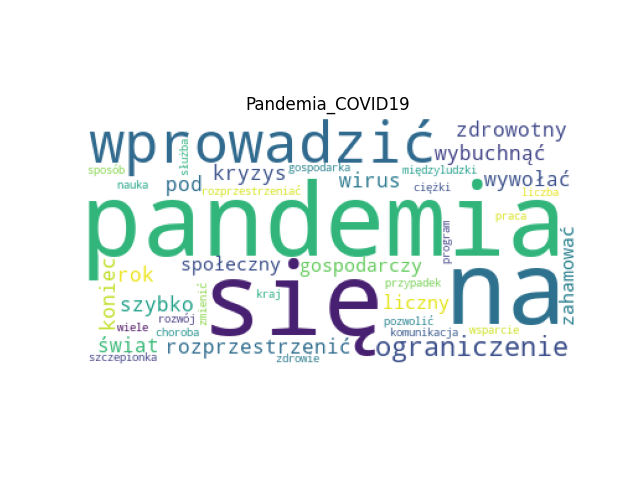 Pandemia_COVID19
wprowadzić
zdrowotny
wybuchnąć
sposób
służba
kryzys
gospodarka
międzyludzki
nauka
pod
rozprzestrzeniać
wirus
ciężki
wywołać
liczba
pandemia
praca
program
zahamować
koniec
rok
społeczny
się
gospodarczy
na
przypadek
szybko
zmienić
kraj
liczny
rozwój
pozwolić
wiele
choroba
komunikacja
wsparcie
świat
rozprzestrzenić
ograniczenie
szczepionka
zdrowie